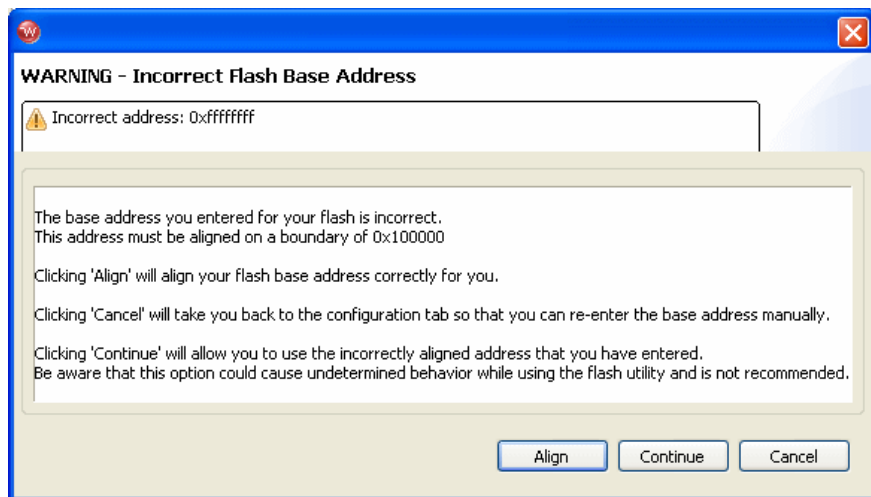 W
WARNING - Incorrect Flash Base Address
Incorrect address: 0xffffffff
The base address you entered for your flash is incorrect.
This address must be aligned on a boundary of 0x100000
Clicking 'Align' will align your flash base address correctly for you.
Clicking 'Cancel' will take you back to the configuration tab so that you can re-enter the base address manually.
Clicking 'Continue' will allow you to use the incorrectly aligned address that you have entered.
Be aware that this option could cause undetermined behavior while using the flash utility and is not recommended.
Align Continue Cancel